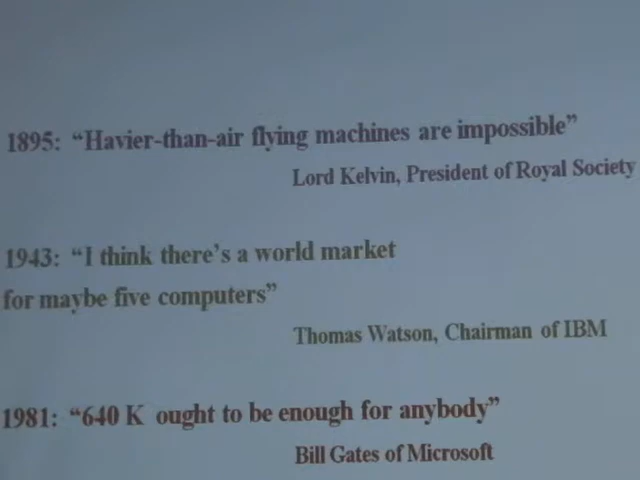 1895: “Havier-than-air flying machines are impossible”
Lord Kelvin, President of Royal Society
1943: “I think there’s a world market
for maybe five computers”
Thomas Watson, Chairman of IBM
1981: “640 K ought to be enough for anybody”
Bill Gates of Microsoft